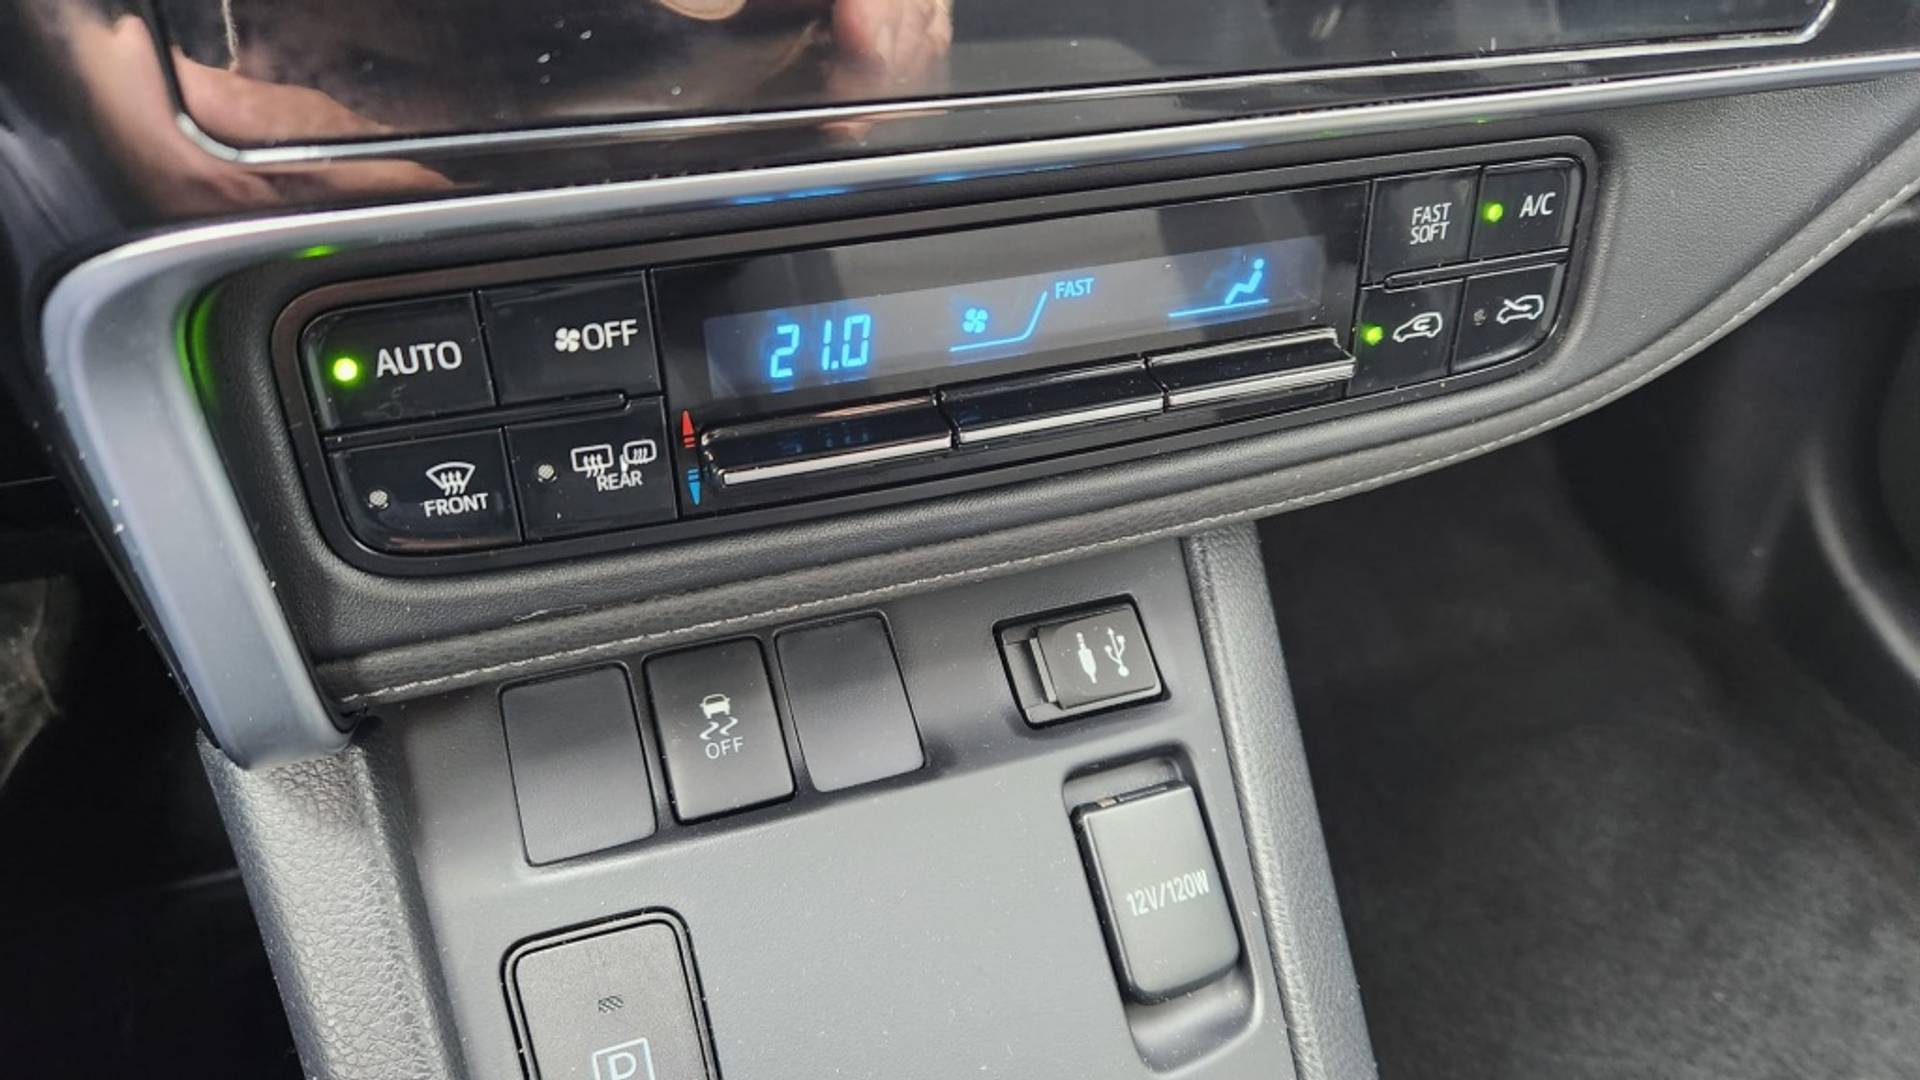 FAST
SOFT
A/C
AUTO
OFF
21.0
FAST
FRONT
REAR
OFF
12V/120W
P